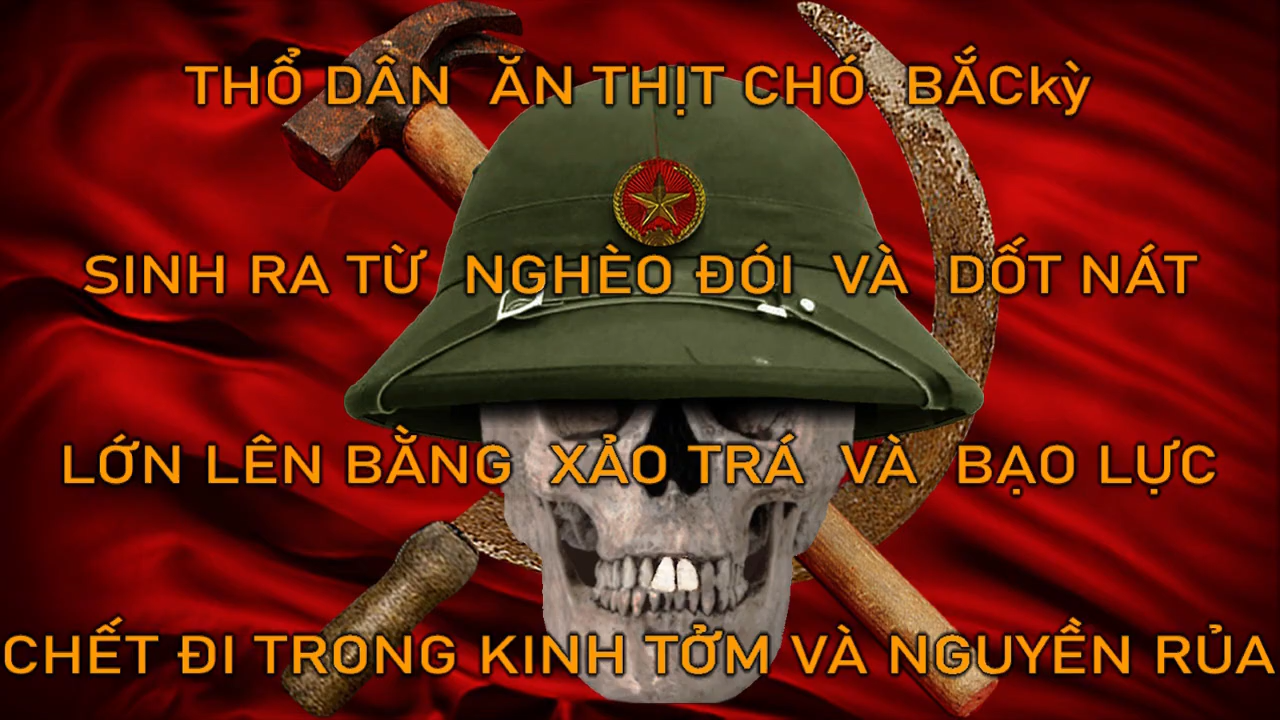 THỔ DÂN ĂN THỊT CHÓ BẮCkỳ
SINH RA TỪ NGHÈO ĐÓI VÀ DỐT NÁT
LỚN LÊN BẰNG XẢO TRÁ VÀ BẠO LỰC
CHẾT ĐI TRONG KINH TỞM VÀ NGUYỀN RỦA